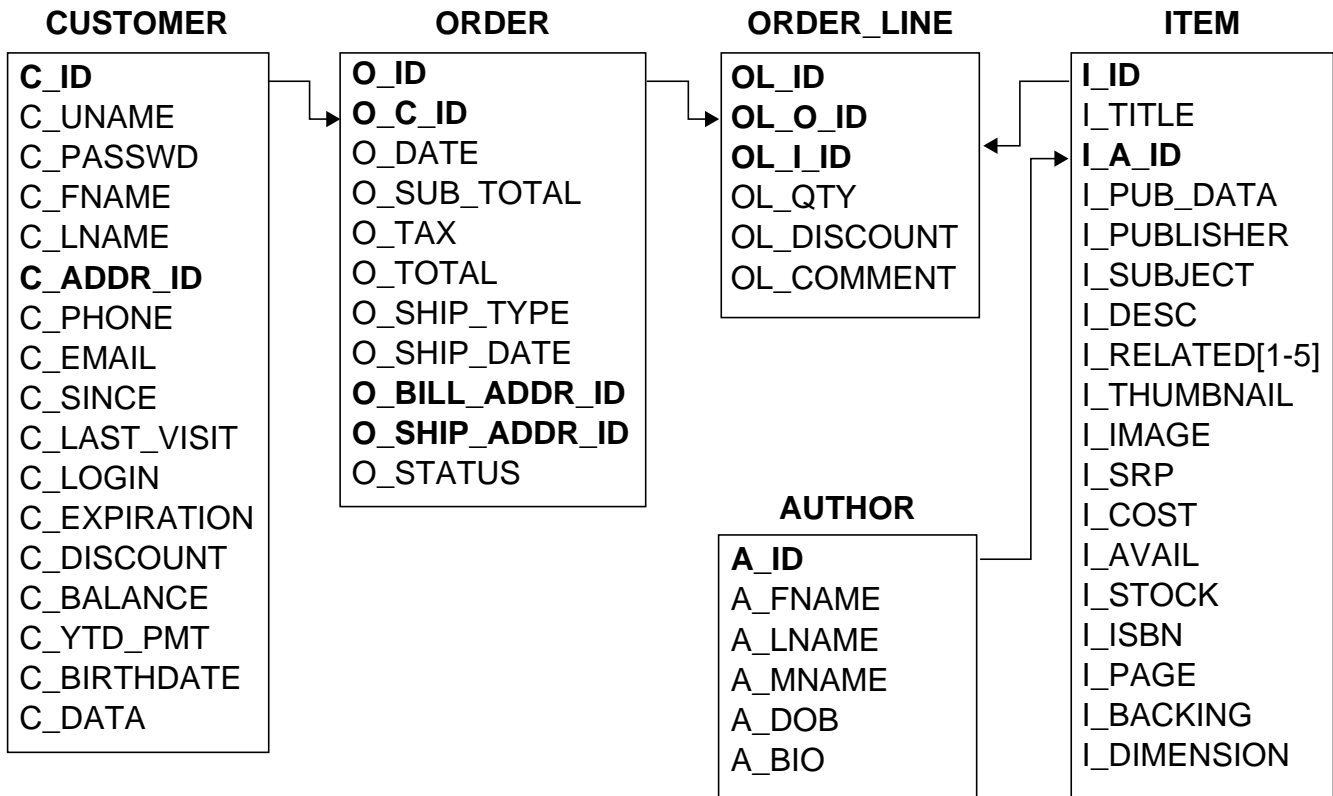 CUSTOMER
C_ID
C_UNAME
C_PASSWD
C_FNAME
C_LNAME
C_ADDR_ID
C_PHONE
C_EMAIL
C_SINCE
C_LAST_VISIT
C_LOGIN
C_EXPIRATION
C_DISCOUNT
C_BALANCE
C_YTD_PMT
C_BIRTHDATE
C_DATA
ORDER
O_ID
O_C_ID
O_DATE
O_SUB_TOTAL
O_TAX
O_TOTAL
O_SHIP_TYPE
O_SHIP_DATE
O_BILL_ADDR_ID
O_SHIP_ADDR_ID
O_STATUS
ORDER_LINE
OL_ID
OL_O_ID
OL_I_ID
OL_QTY
OL_DISCOUNT
OL_COMMENT
AUTHOR
A_ID
A_FNAME
A_LNAME
A_MNAME
A_DOB
A_BIO
ITEM
I_ID
I_TITLE
I_A_ID
I_PUB_DATA
I_PUBLISHER
I_SUBJECT
I_DESC
I_RELATED[1-5]
I_THUMBNAIL
I_IMAGE
I_SRP
I_COST
I_AVAIL
I_STOCK
I_ISBN
I_PAGE
I_BACKING
I_DIMENSION